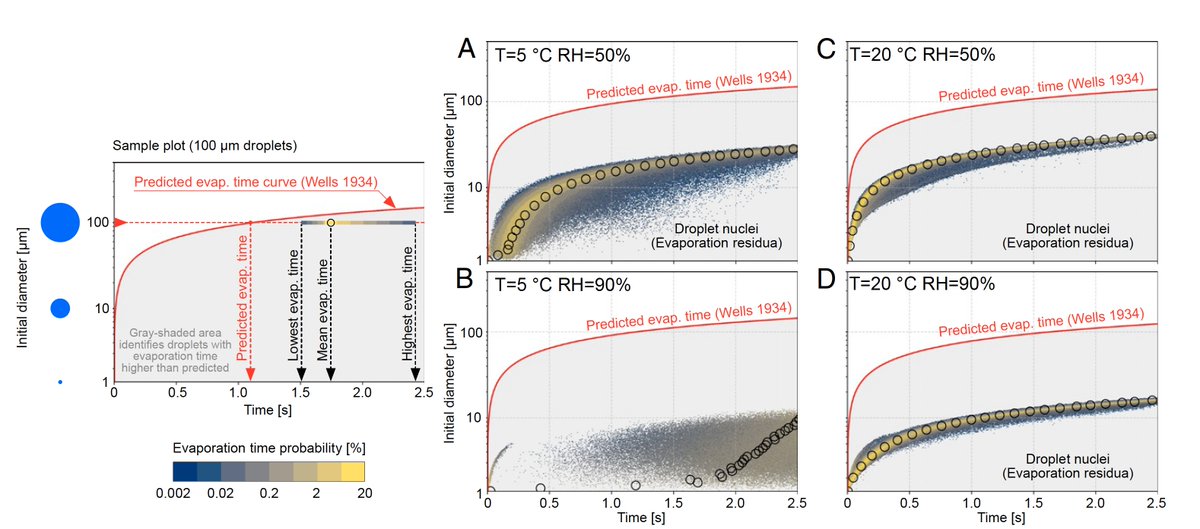 Sample plot (100 µm droplets)
Predicted evap. time curve (Wells 1934)
Initial diameter [µm]
100
10
1
Predicted evap. time
Lowest evap. time
Mean evap. time
Highest evap. time
Gray-shaded area
identifies droplets with
evaporation time
higher than predicted
0 0.5 1.0 1.5 2.0 2.5
Time [s]
Evaporation time probability [%]
0.002 0.02 0.2 2 20
A
T=5 °C RH=50%
Predicted evap. time (Wells 1934)
Initial diameter [µm]
100
10
1
Droplet nuclei
(Evaporation residua)
B
T=5 °C RH=90%
Predicted evap. time (Wells 1934)
Initial diameter [µm]
100
10
1
0 0.5 1.0 1.5 2.0 2.5
Time [s]
C
T=20 °C RH=50%
Predicted evap. time (Wells 1934)
Droplet nuclei
(Evaporation residua)
D
T=20 °C RH=90%
Predicted evap. time (Wells 1934)
Droplet nuclei
(Evaporation residua)
0 0.5 1.0 1.5 2.0 2.5
Time [s]